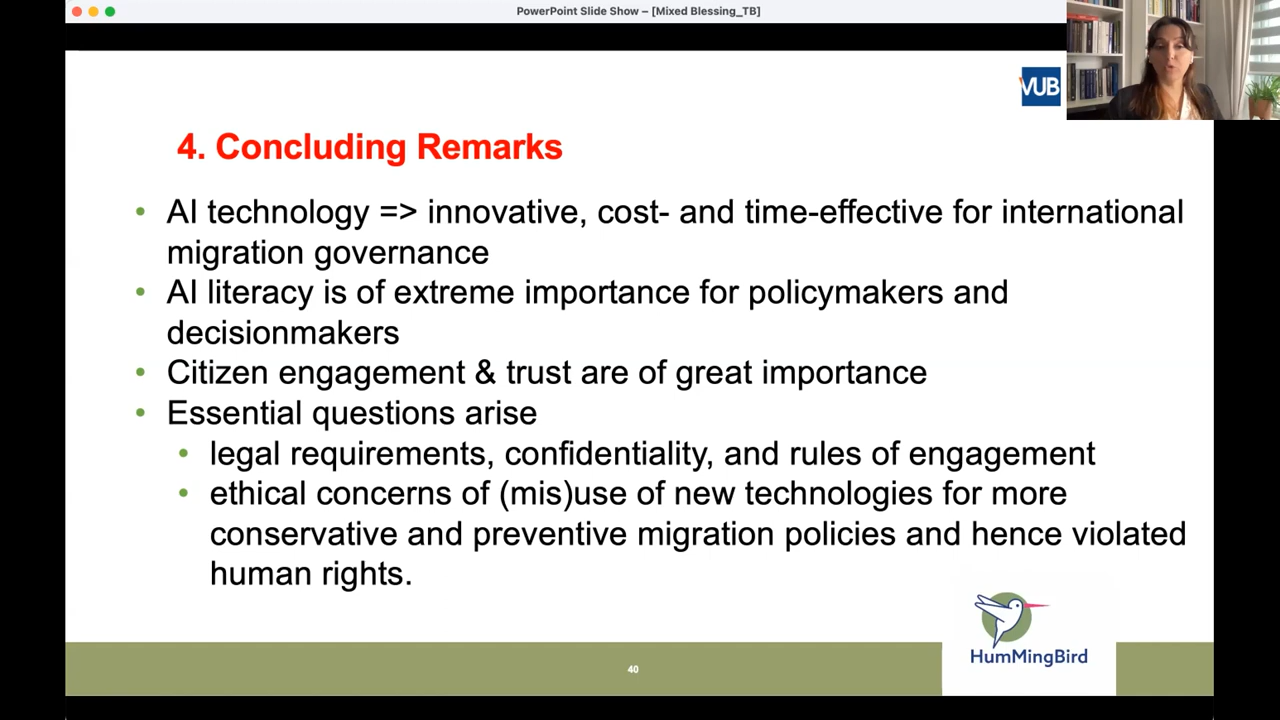 PowerPoint Slide Show – [Mixed Blessing_TB]
VUB
4. Concluding Remarks
• AI technology => innovative, cost- and time-effective for international
migration governance
• AI literacy is of extreme importance for policymakers and
decisionmakers
• Citizen engagement & trust are of great importance
• Essential questions arise
• legal requirements, confidentiality, and rules of engagement
• ethical concerns of (mis)use of new technologies for more
conservative and preventive migration policies and hence violated
human rights.
HumMingBird
40